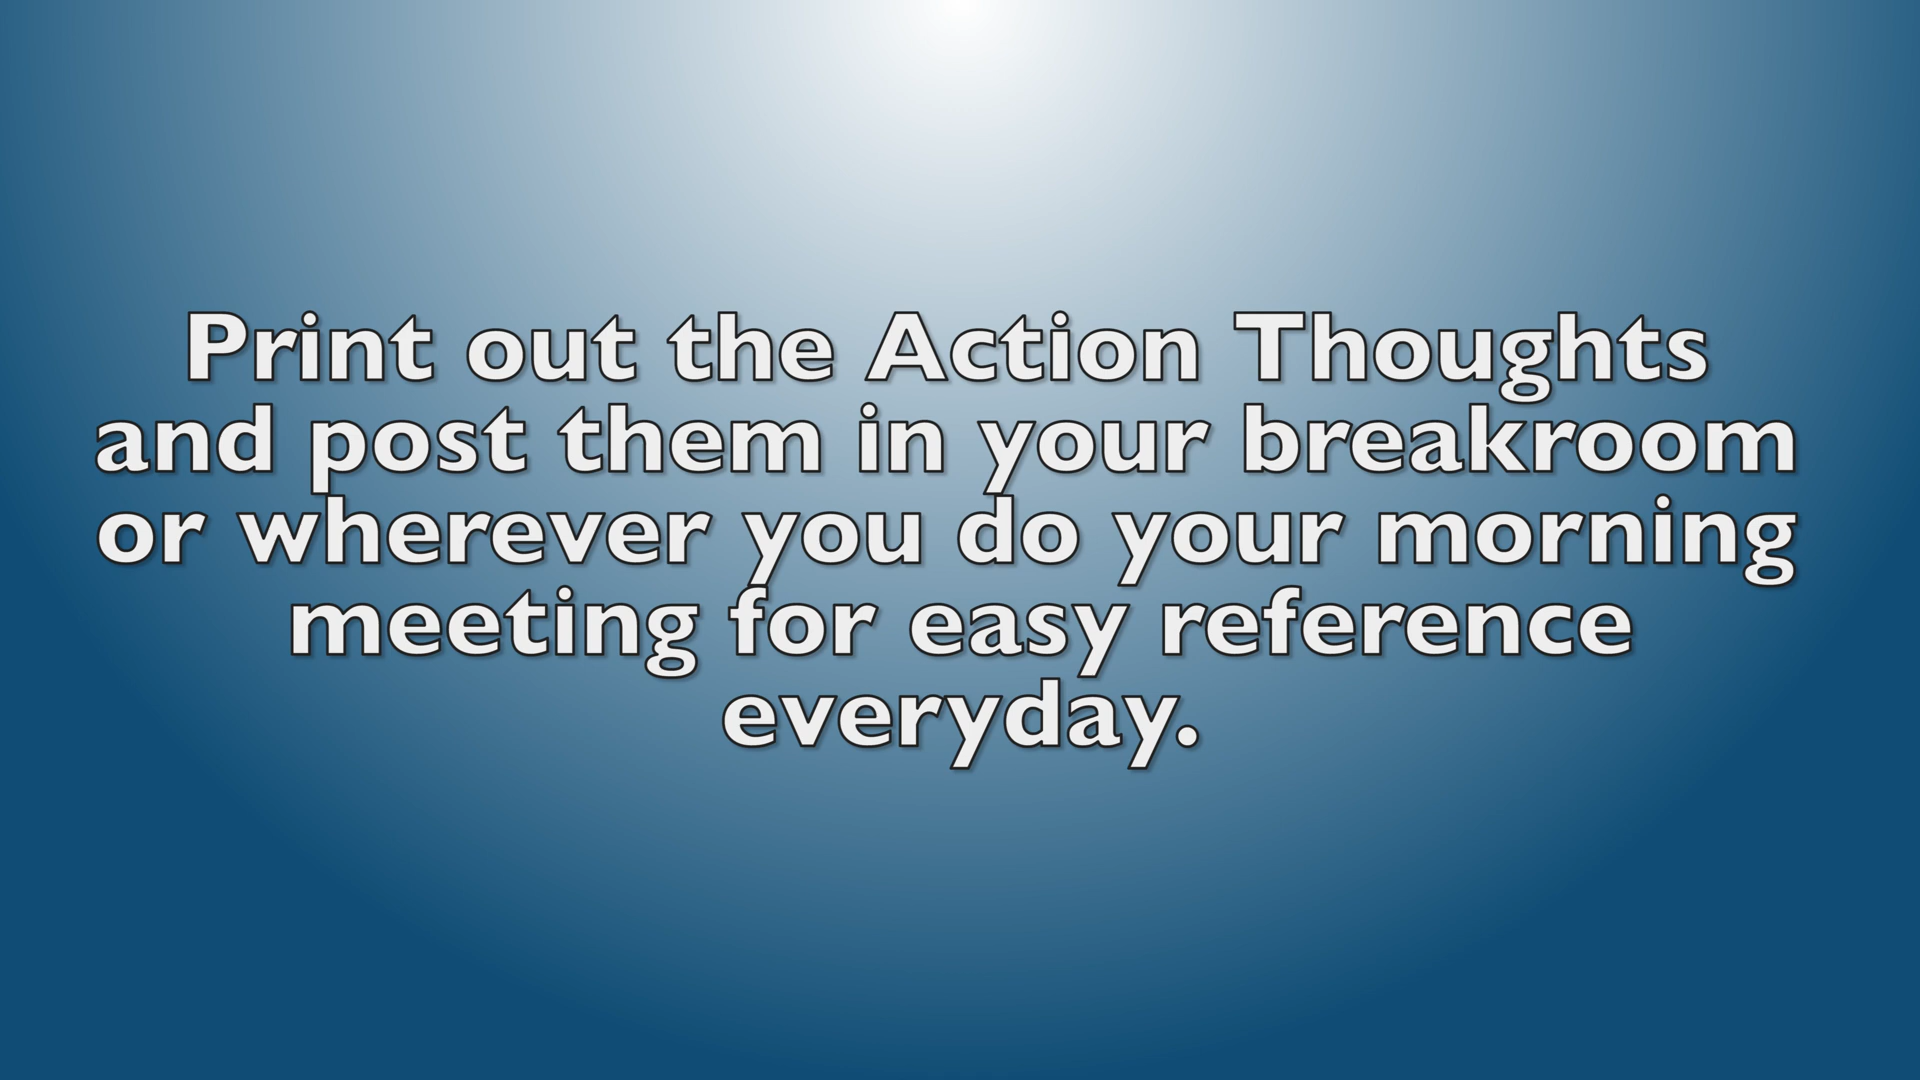 Print out the Action Thoughts
and post them in your breakroom
or wherever you do your morning
meeting for easy reference
everyday.